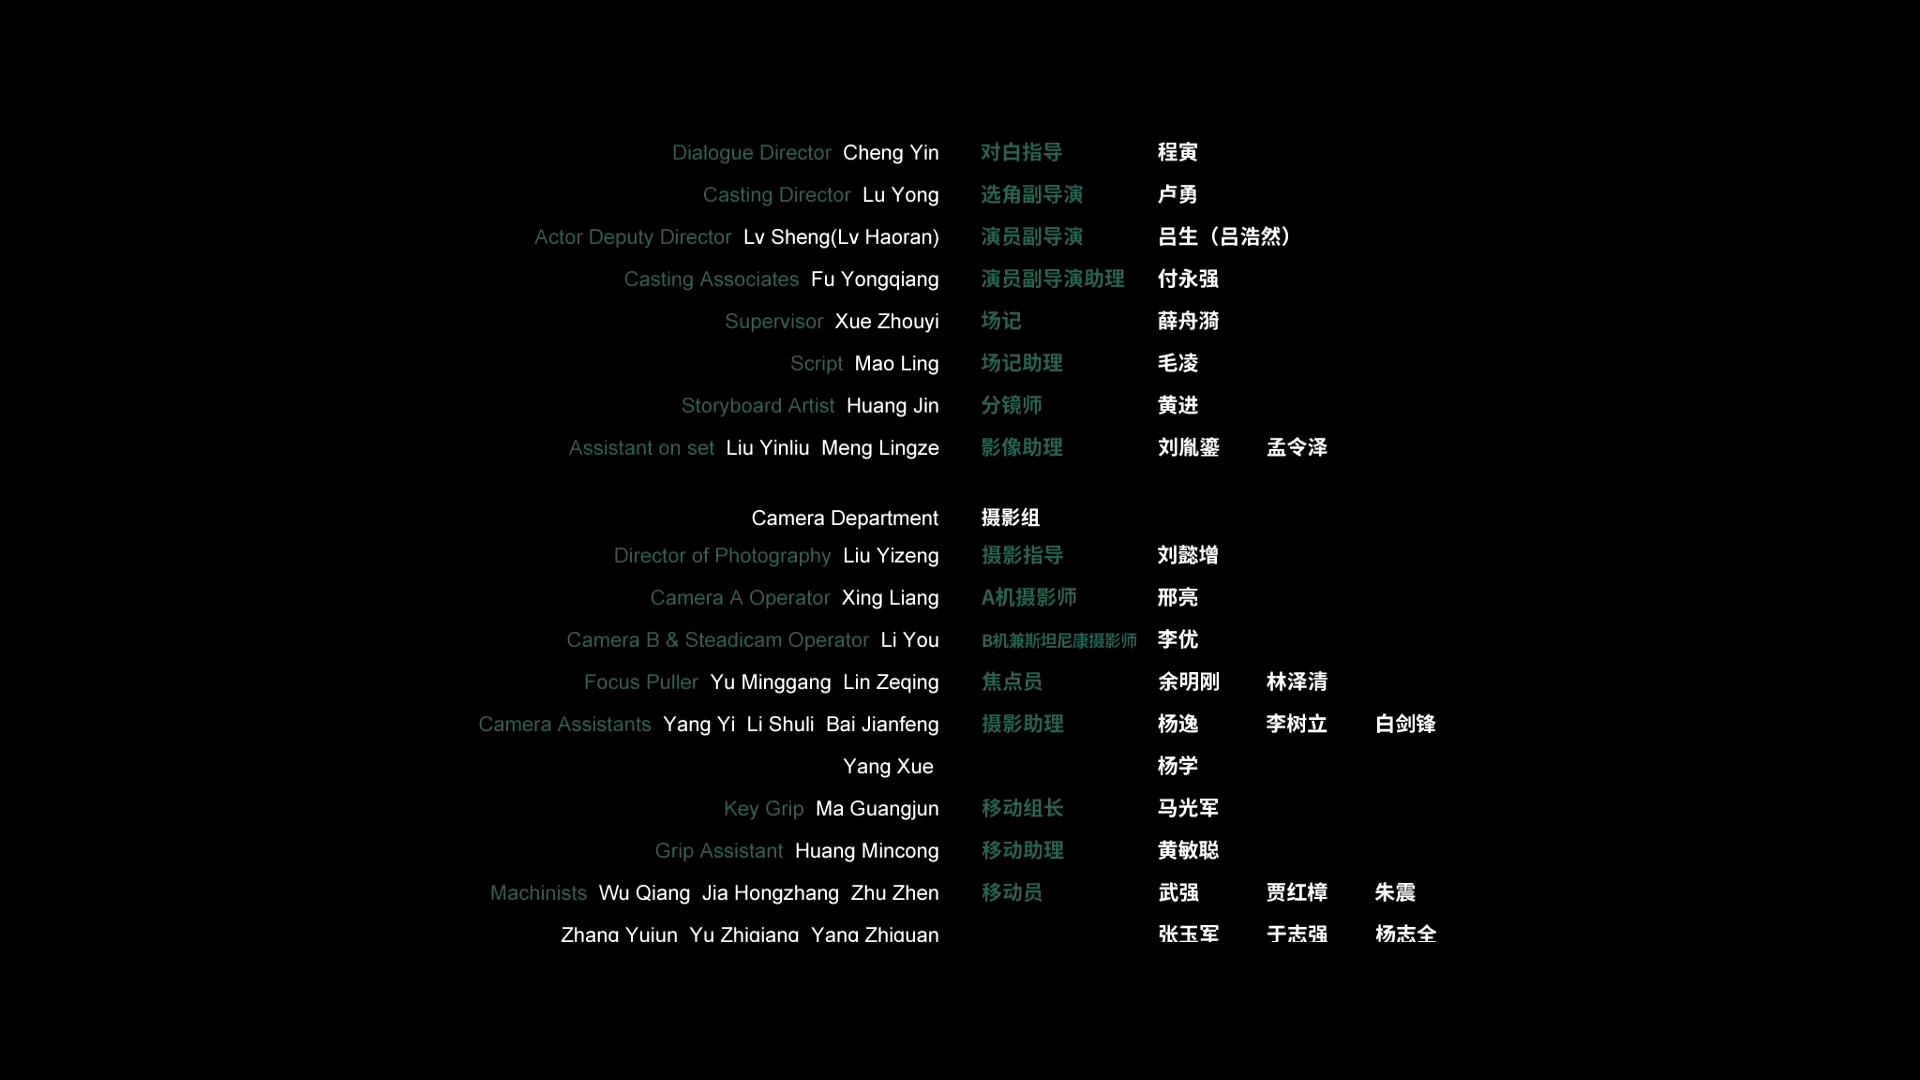 Dialogue Director Cheng Yin 对白指导 程寅
Casting Director Lu Yong 选角副导演 卢勇
Actor Deputy Director Lv Sheng(Lv Haoran) 演员副导演 吕生（吕浩然）
Casting Associates Fu Yongqiang 演员副导演助理 付永强
Supervisor Xue Zhouyi 场记 薛舟漪
Script Mao Ling 场记助理 毛凌
Storyboard Artist Huang Jin 分镜师 黄进
Assistant on set Liu Yinliu Meng Lingze 影像助理 刘胤鎏 孟令泽
Camera Department 摄影组
Director of Photography Liu Yizeng 摄影指导 刘懿增
Camera A Operator Xing Liang A机摄影师 邢亮
Camera B & Steadicam Operator Li You B机兼斯坦尼康摄影师 李优
Focus Puller Yu Minggang Lin Zeqing 焦点员 余明刚 林泽清
Camera Assistants Yang Yi Li Shuli Bai Jianfeng 摄影助理 杨逸 李树立 白剑锋
Yang Xue 杨学
Key Grip Ma Guangjun 移动组长 马光军
Grip Assistant Huang Mincong 移动助理 黄敏聪
Machinists Wu Qiang Jia Hongzhang Zhu Zhen 移动员 武强 贾红樟 朱震
Zhang Yujun Yu Zhiqiang Yang Zhiquan 张玉军 于志强 杨志全